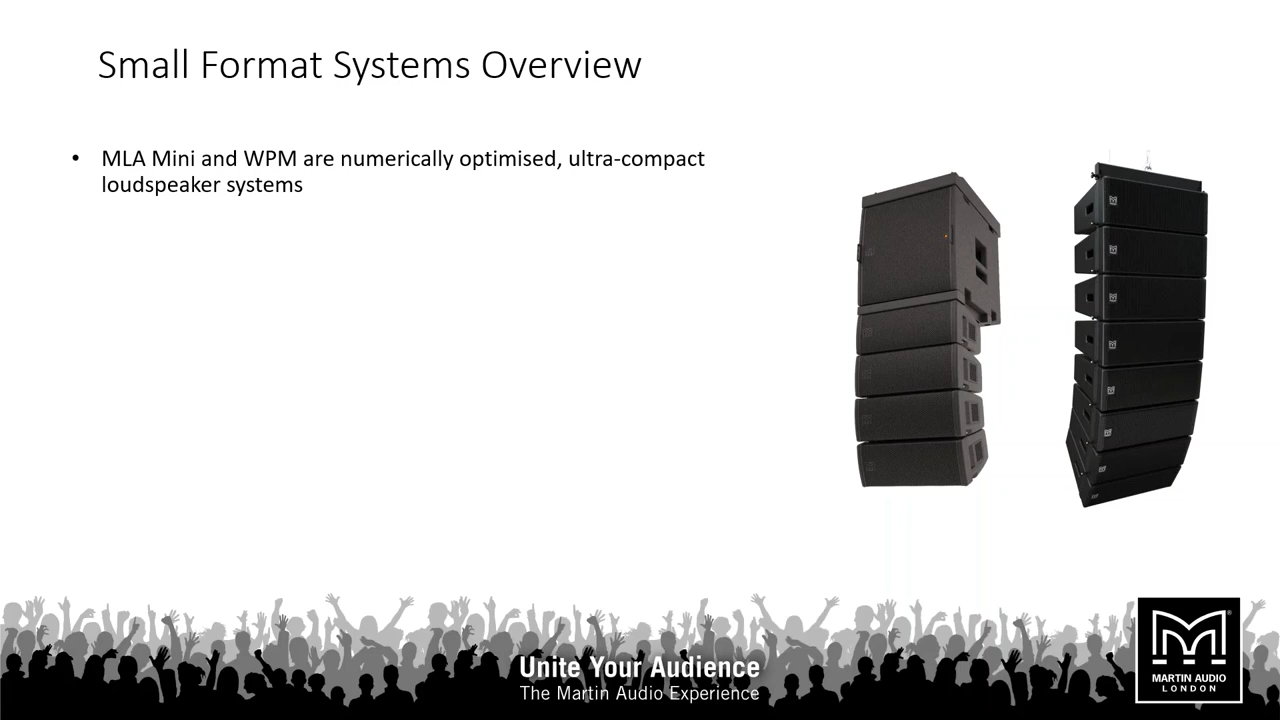 Small Format Systems Overview
• MLA Mini and WPM are numerically optimised, ultra-compact
loudspeaker systems
Unite Your Audience
The Martin Audio Experience
®
MARTIN AUDIO
LONDON